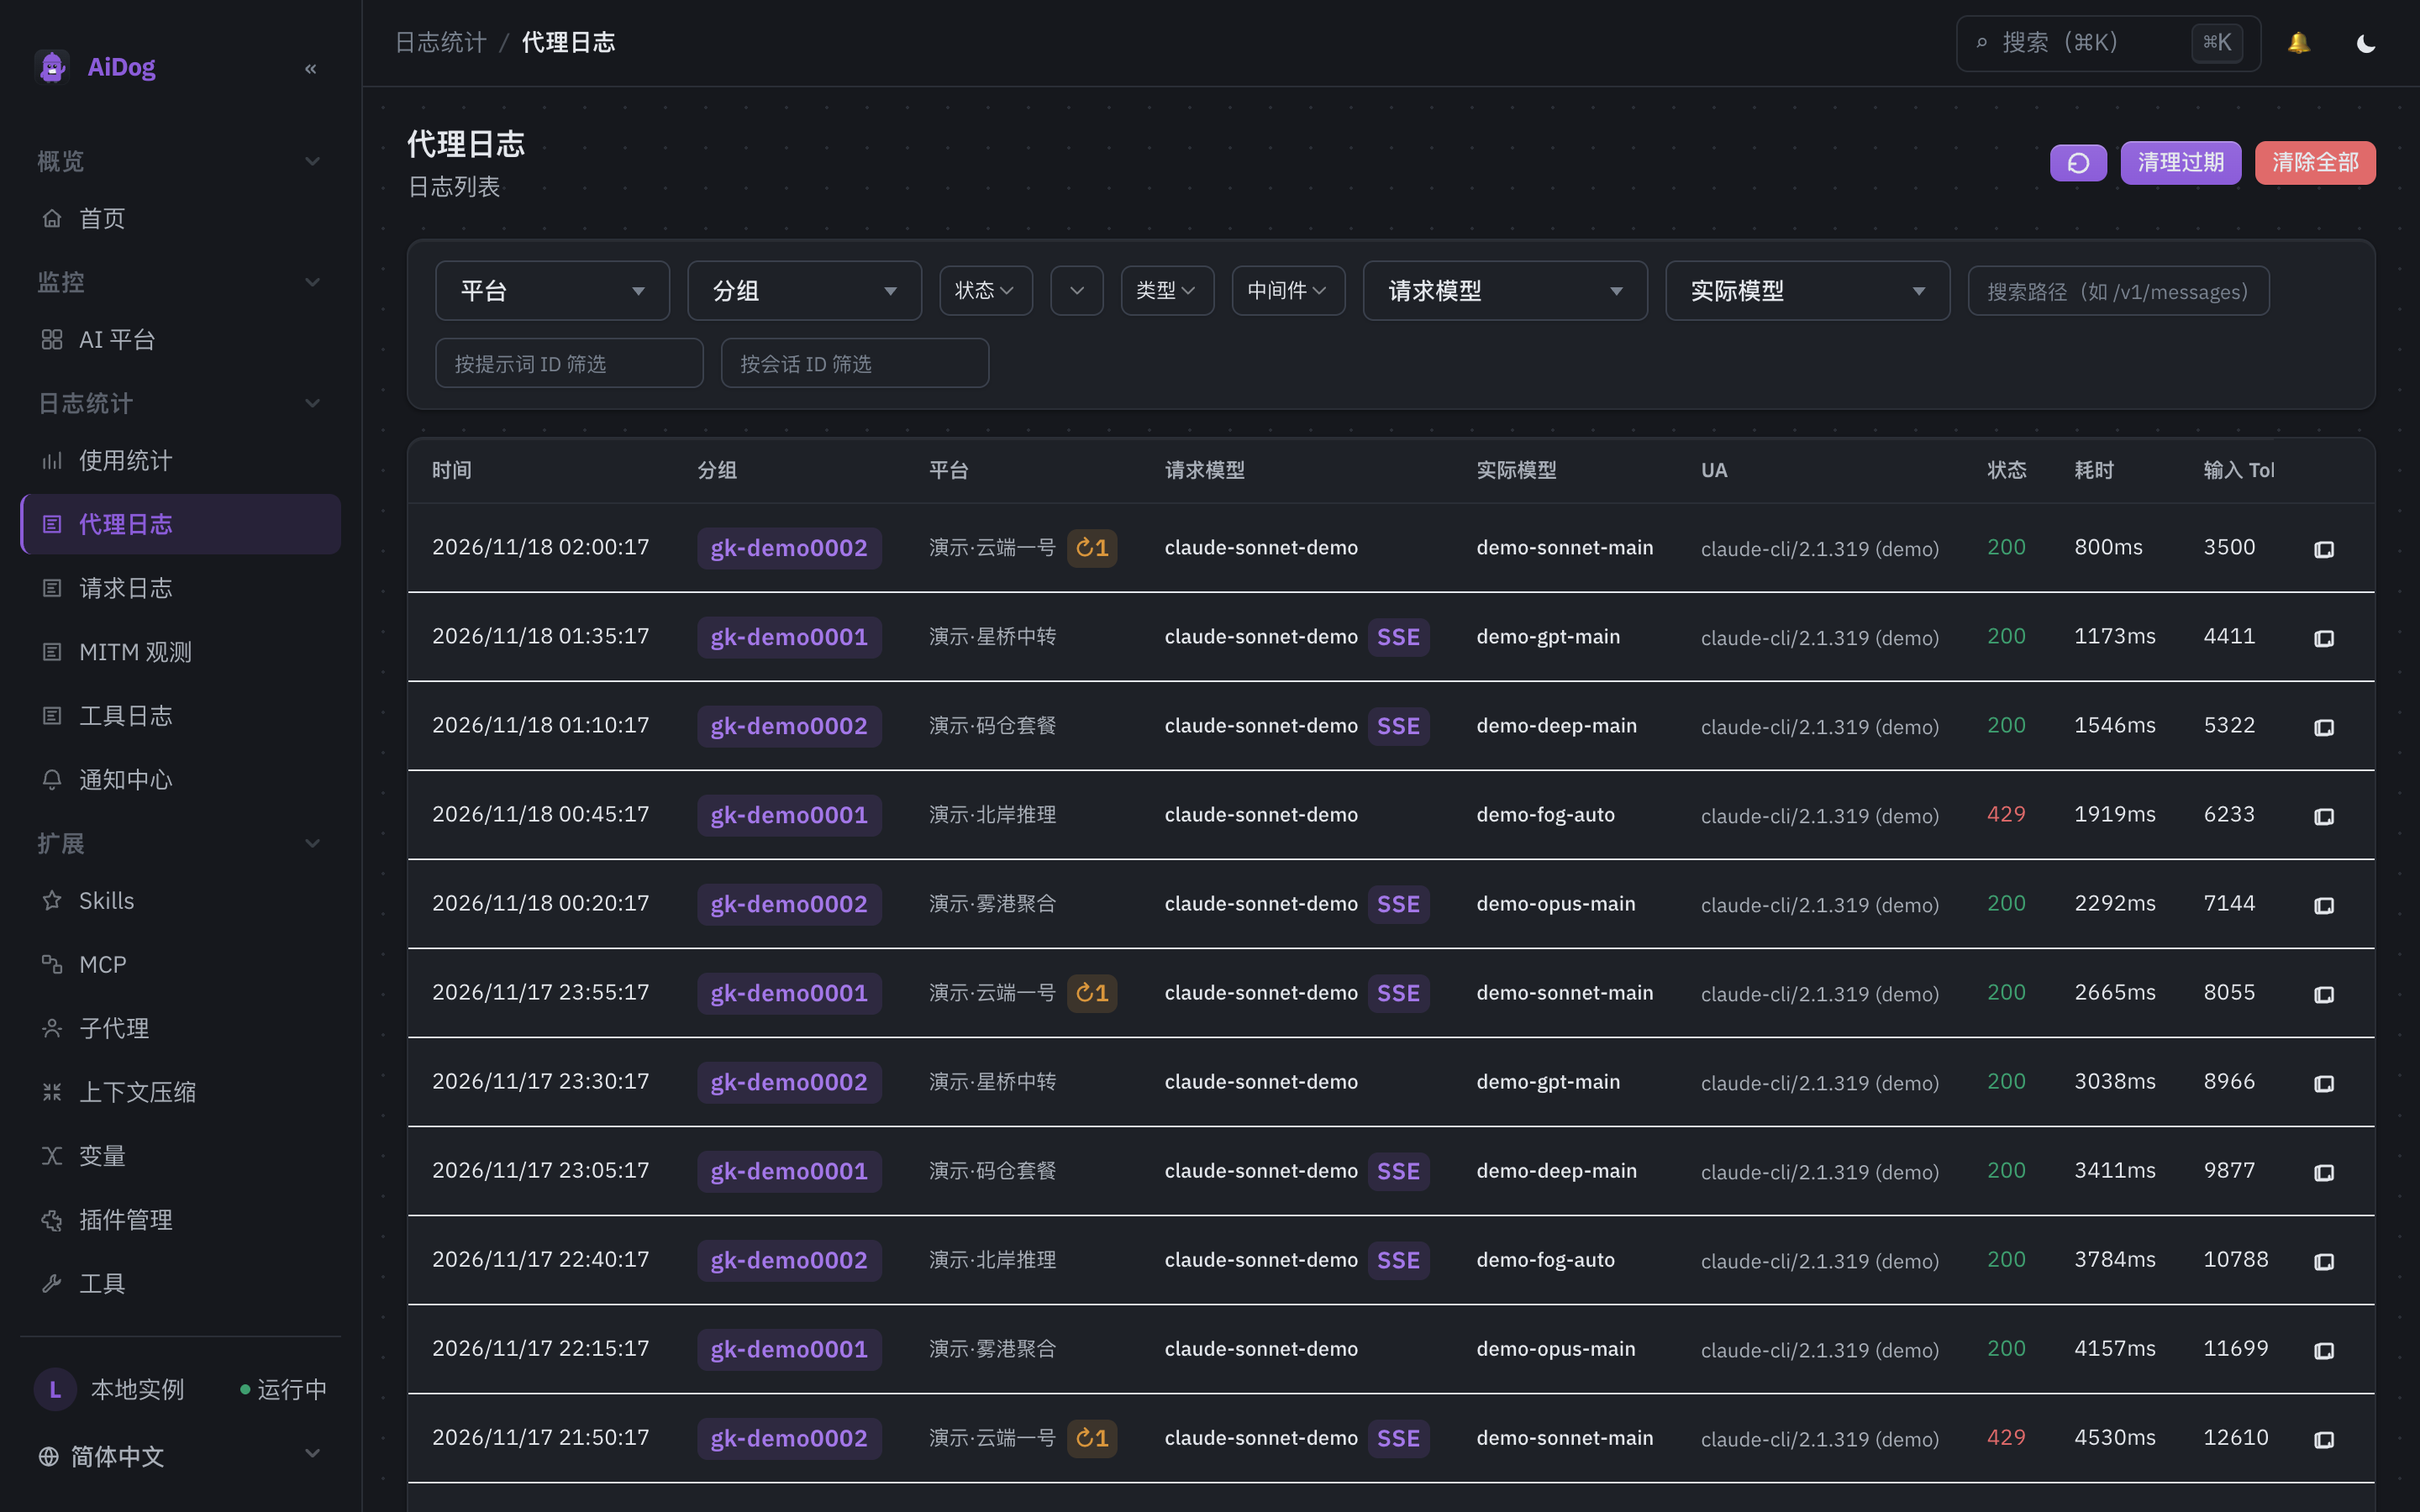 AiDog
«
概览
首页
监控
AI 平台
日志统计
使用统计
代理日志
请求日志
MITM 观测
工具日志
通知中心
扩展
Skills
MCP
子代理
上下文压缩
变量
插件管理
工具
L 本地实例 运行中
简体中文
日志统计 / 代理日志
搜索（⌘K） ⌘K
代理日志
日志列表
清理过期 清除全部
平台 分组 状态 类型 中间件 请求模型 实际模型 搜索路径（如 /v1/messages）
按提示词 ID 筛选 按会话 ID 筛选
时间 分组 平台 请求模型 实际模型 UA 状态 耗时 输入
2026/11/18 02:00:17 gk-demo0002 演示·云端一号 ↻1 claude-sonnet-demo demo-sonnet-main claude-cli/2.1.319 (demo) 200 800ms 3500
2026/11/18 01:35:17 gk-demo0001 演示·星桥中转 claude-sonnet-demo SSE demo-gpt-main claude-cli/2.1.319 (demo) 200 1173ms 4411
2026/11/18 01:10:17 gk-demo0002 演示·码仓套餐 claude-sonnet-demo SSE demo-deep-main claude-cli/2.1.319 (demo) 200 1546ms 5322
2026/11/18 00:45:17 gk-demo0001 演示·北岸推理 claude-sonnet-demo demo-fog-auto claude-cli/2.1.319 (demo) 429 1919ms 6233
2026/11/18 00:20:17 gk-demo0002 演示·雾港聚合 claude-sonnet-demo SSE demo-opus-main claude-cli/2.1.319 (demo) 200 2292ms 7144
2026/11/17 23:55:17 gk-demo0001 演示·云端一号 ↻1 claude-sonnet-demo SSE demo-sonnet-main claude-cli/2.1.319 (demo) 200 2665ms 8055
2026/11/17 23:30:17 gk-demo0002 演示·星桥中转 claude-sonnet-demo demo-gpt-main claude-cli/2.1.319 (demo) 200 3038ms 8966
2026/11/17 23:05:17 gk-demo0001 演示·码仓套餐 claude-sonnet-demo SSE demo-deep-main claude-cli/2.1.319 (demo) 200 3411ms 9877
2026/11/17 22:40:17 gk-demo0002 演示·北岸推理 claude-sonnet-demo SSE demo-fog-auto claude-cli/2.1.319 (demo) 200 3784ms 10788
2026/11/17 22:15:17 gk-demo0001 演示·雾港聚合 claude-sonnet-demo demo-opus-main claude-cli/2.1.319 (demo) 200 4157ms 11699
2026/11/17 21:50:17 gk-demo0002 演示·云端一号 ↻1 claude-sonnet-demo SSE demo-sonnet-main claude-cli/2.1.319 (demo) 429 4530ms 12610